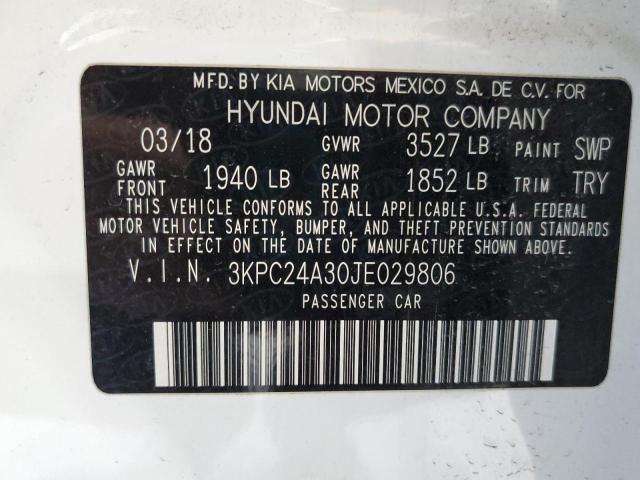 MFD. BY KIA MOTORS MEXICO S.A. DE C.V. FOR
HYUNDAI MOTOR COMPANY
03/18 GVWR 3527 LB PAINT SWP
GAWR FRONT 1940 LB GAWR REAR 1852 LB TRIM TRY
THIS VEHICLE CONFORMS TO ALL APPLICABLE U.S.A. FEDERAL
MOTOR VEHICLE SAFETY, BUMPER, AND THEFT PREVENTION STANDARDS
IN EFFECT ON THE DATE OF MANUFACTURE SHOWN ABOVE.
V.I.N. 3KPC24A30JE029806
PASSENGER CAR